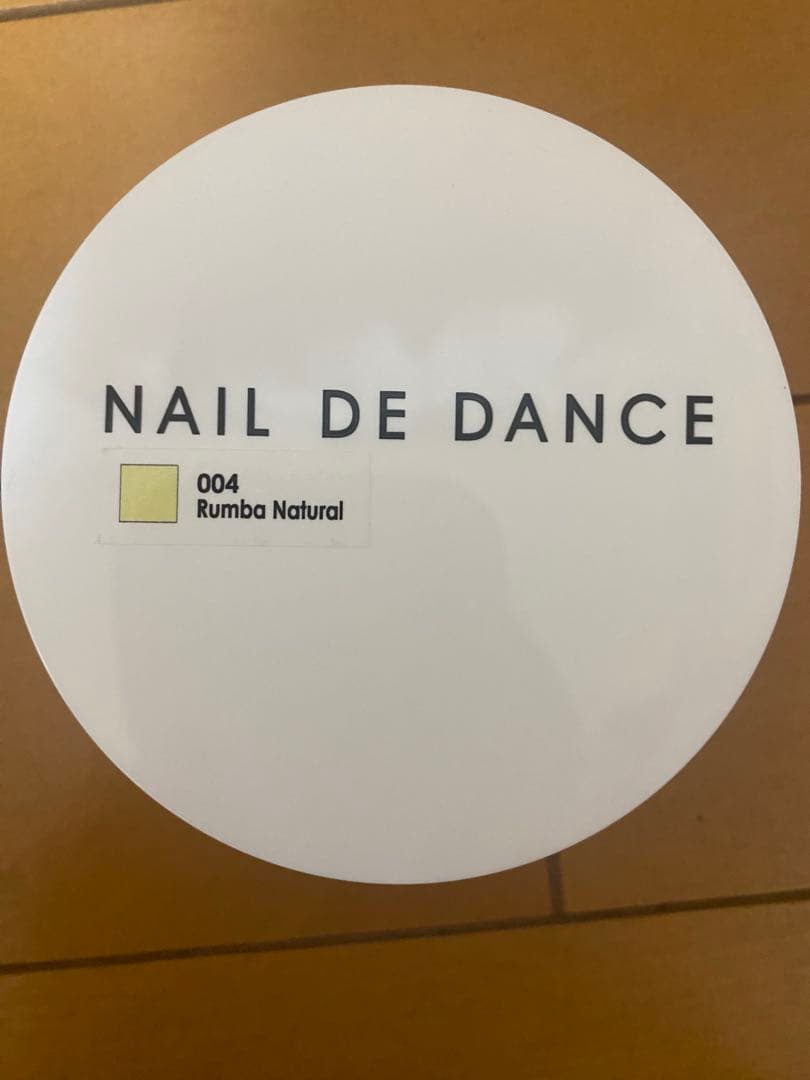 NAIL DE DANCE
004
Rumba Natural